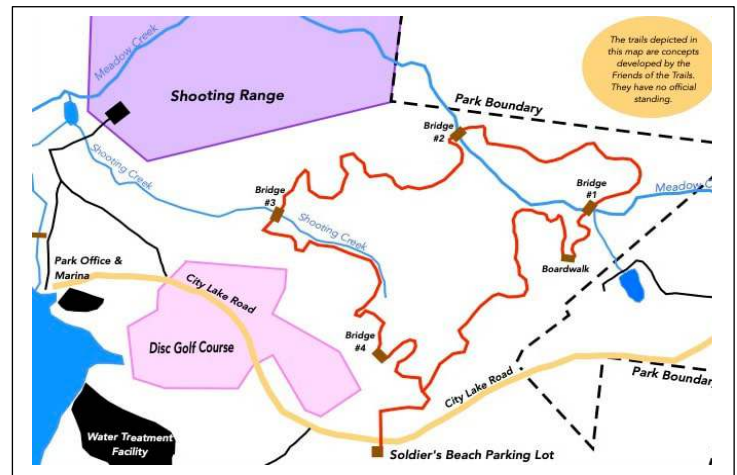 The trails depicted in
this map are concepts
developed by the
Friends of the Trails.
They have no official
standing.
Meadow Creek
Shooting Range
Park Boundary
Bridge
#2
Shooting Creek
Bridge
#3
Bridge
#1
Meadow C
Shooting Creek
Boardwalk
Park Office &
Marina
City Lake Road
Disc Golf Course
Bridge
#4
City Lake Road
Park Boundary
Water Treatment
Facility
Soldier's Beach Parking Lot